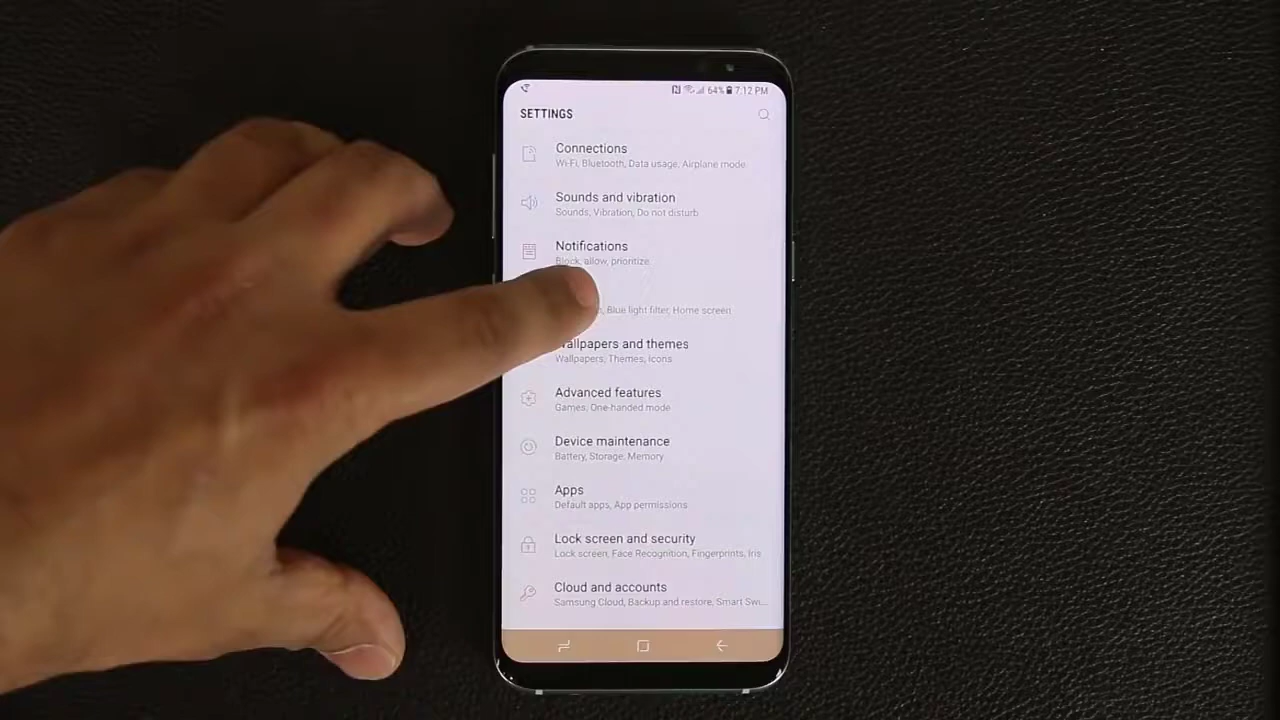 64% 7:12 PM
SETTINGS
Connections
Wi-Fi, Bluetooth, Data usage, Airplane mode
Sounds and vibration
Sounds, Vibration, Do not disturb
Notifications
Block, allow, prioritize
, Blue light filter, Home screen
Wallpapers and themes
Wallpapers, Themes, Icons
Advanced features
Games, One-handed mode
Device maintenance
Battery, Storage, Memory
Apps
Default apps, App permissions
Lock screen and security
Lock screen, Face Recognition, Fingerprints, Iris
Cloud and accounts
Samsung Cloud, Backup and restore, Smart Swi...